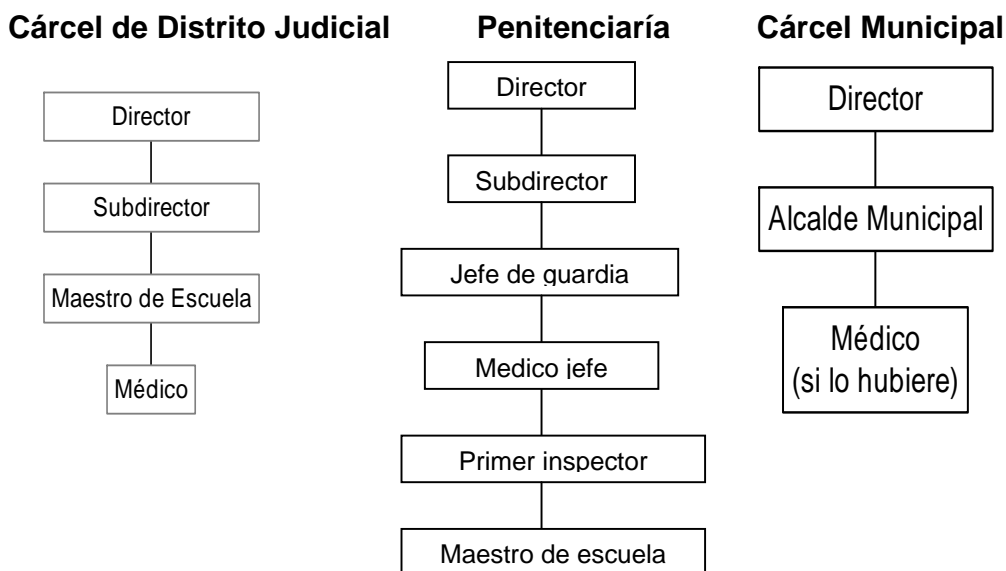 Cárcel de Distrito Judicial
Director
Subdirector
Maestro de Escuela
Médico
Penitenciaría
Director
Subdirector
Jefe de guardia
Medico jefe
Primer inspector
Maestro de escuela
Cárcel Municipal
Director
Alcalde Municipal
Médico
(si lo hubiere)